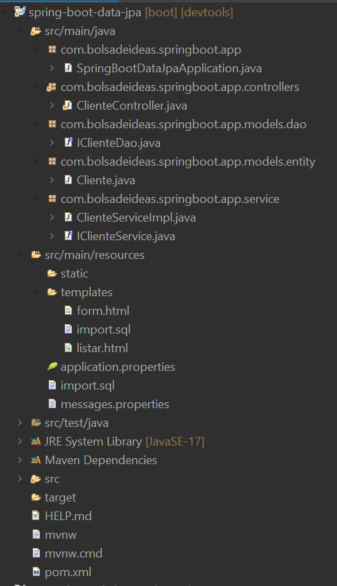 spring-boot-data-jpa [boot] [devtools]
src/main/java
com.bolsadeideas.springboot.app
SpringBootDataJpaApplication.java
com.bolsadeideas.springboot.app.controllers
ClienteController.java
com.bolsadeideas.springboot.app.models.dao
IClienteDao.java
com.bolsadeideas.springboot.app.models.entity
Cliente.java
com.bolsadeideas.springboot.app.service
ClienteServiceImpl.java
IClienteService.java
src/main/resources
static
templates
form.html
import.sql
listar.html
application.properties
import.sql
messages.properties
src/test/java
JRE System Library [JavaSE-17]
Maven Dependencies
src
target
HELP.md
mvnw
mvnw.cmd
pom.xml